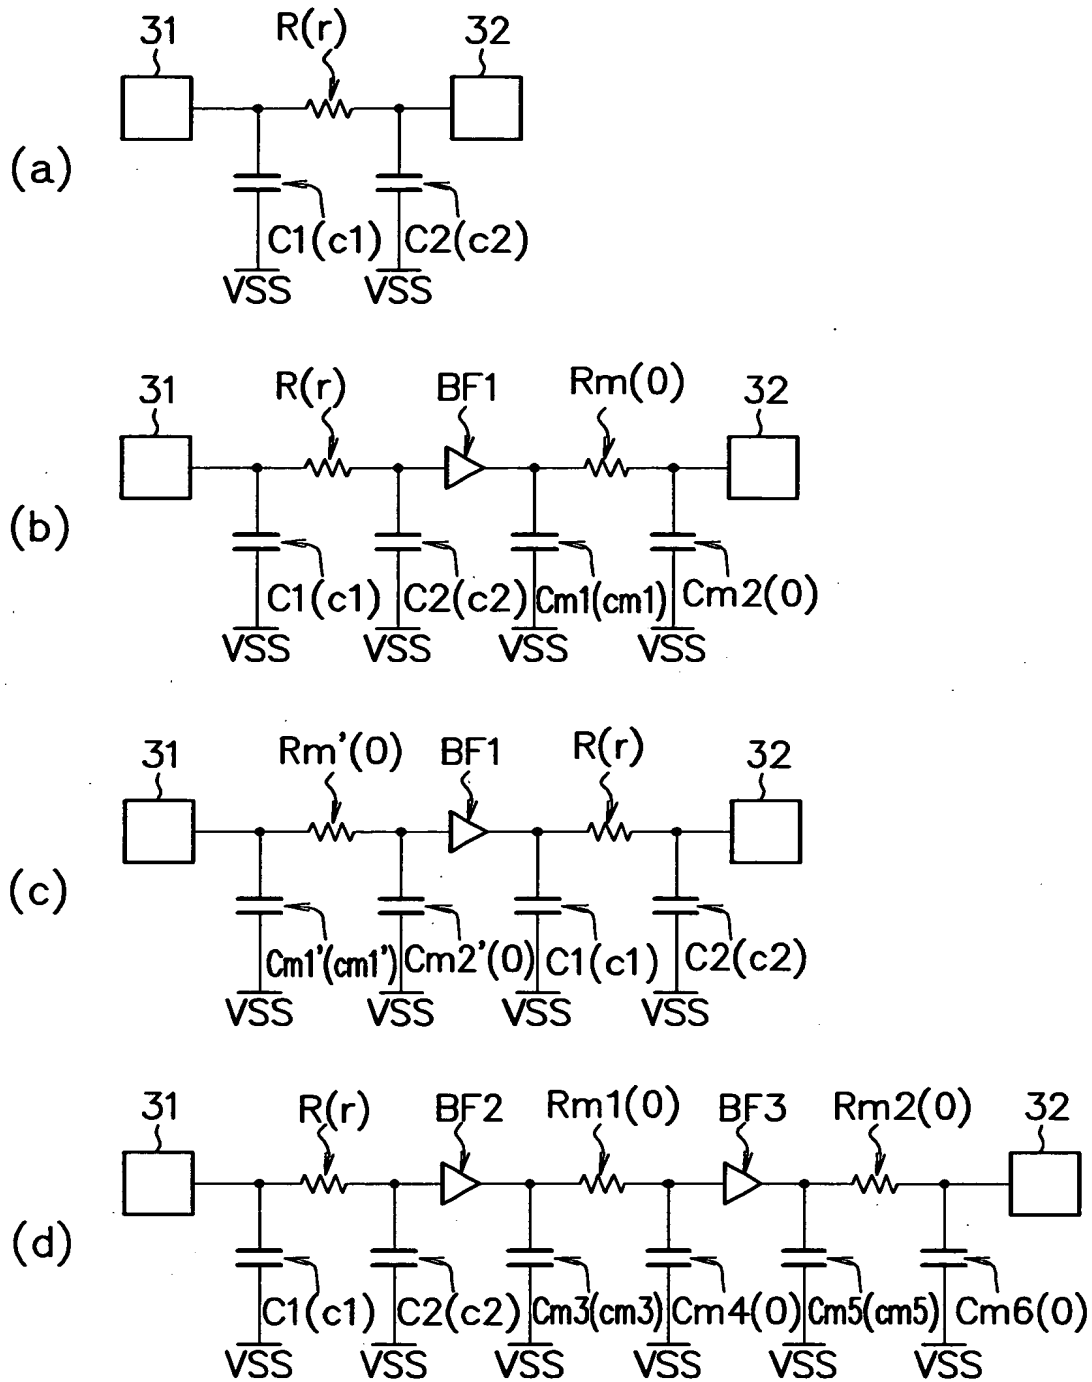 31 R(r) 32
(a)
C1(c1) C2(c2)
VSS VSS
31 R(r) BF1 Rm(0) 32
(b)
C1(c1) C2(c2) Cm1(cm1) Cm2(0)
VSS VSS VSS VSS
31 Rm'(0) BF1 R(r) 32
(c)
Cm1'(cm1') Cm2'(0) C1(c1) C2(c2)
VSS VSS VSS VSS
31 R(r) BF2 Rm1(0) BF3 Rm2(0) 32
(d)
C1(c1) C2(c2) Cm3(cm3) Cm4(0) Cm5(cm5) Cm6(0)
VSS VSS VSS VSS VSS VSS